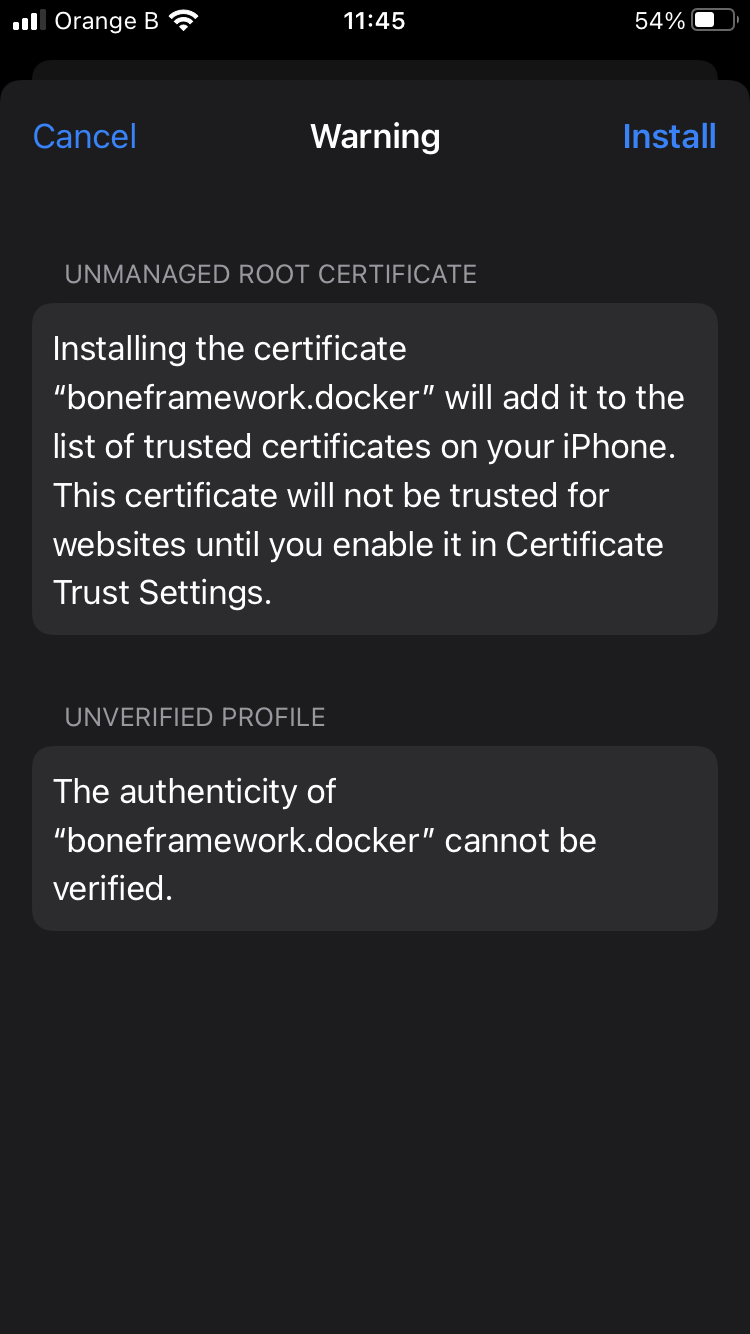 Orange B 11:45 54%
Cancel Warning Install
UNMANAGED ROOT CERTIFICATE
Installing the certificate
“boneframework.docker” will add it to the
list of trusted certificates on your iPhone.
This certificate will not be trusted for
websites until you enable it in Certificate
Trust Settings.
UNVERIFIED PROFILE
The authenticity of
“boneframework.docker” cannot be
verified.